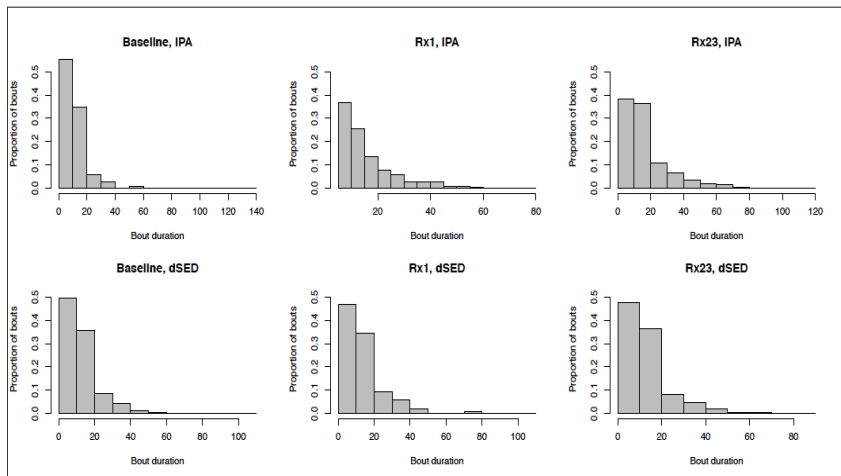 Baseline, IPA
Proportion of bouts
0.0 0.1 0.2 0.3 0.4 0.5
0 20 40 60 80 100 120 140
Bout duration
Rx1, IPA
Proportion of bouts
0.0 0.1 0.2 0.3 0.4 0.5
20 40 60 80
Bout duration
Rx23, IPA
Proportion of bouts
0.0 0.1 0.2 0.3 0.4 0.5
0 20 40 60 80 100 120
Bout duration
Baseline, dSED
Proportion of bouts
0.0 0.1 0.2 0.3 0.4 0.5
0 20 40 60 80 100
Bout duration
Rx1, dSED
Proportion of bouts
0.0 0.1 0.2 0.3 0.4 0.5
0 20 40 60 80 100
Bout duration
Rx23, dSED
Proportion of bouts
0.0 0.1 0.2 0.3 0.4 0.5
0 20 40 60 80
Bout duration